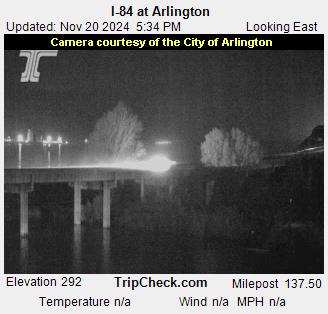 I-84 at Arlington
Updated: Nov 20 2024 5:34 PM Looking East
Camera courtesy of the City of Arlington
Elevation 292 TripCheck.com Milepost 137.50
Temperature n/a Wind n/a MPH n/a